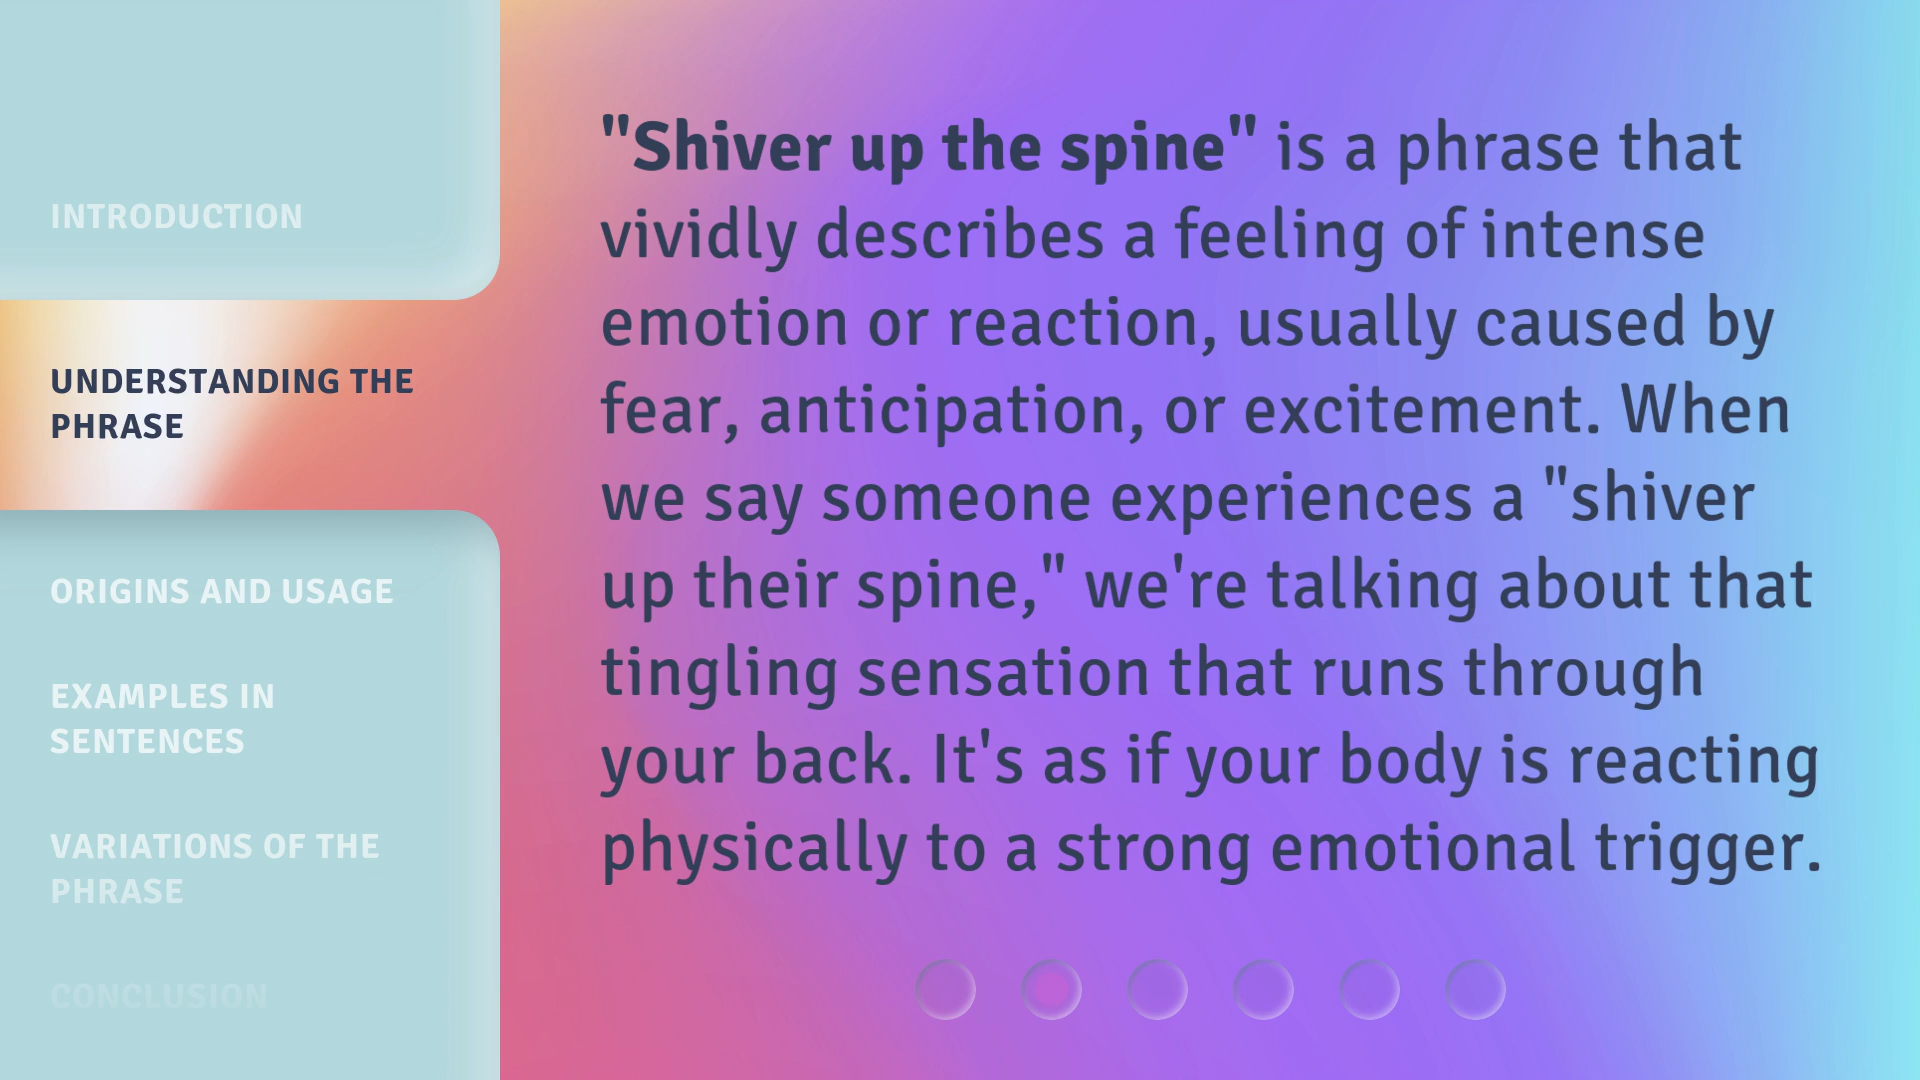 INTRODUCTION
UNDERSTANDING THE
PHRASE
ORIGINS AND USAGE
EXAMPLES IN
SENTENCES
VARIATIONS OF THE
PHRASE
CONCLUSION
"Shiver up the spine" is a phrase that
vividly describes a feeling of intense
emotion or reaction, usually caused by
fear, anticipation, or excitement. When
we say someone experiences a "shiver
up their spine," we're talking about that
tingling sensation that runs through
your back. It's as if your body is reacting
physically to a strong emotional trigger.